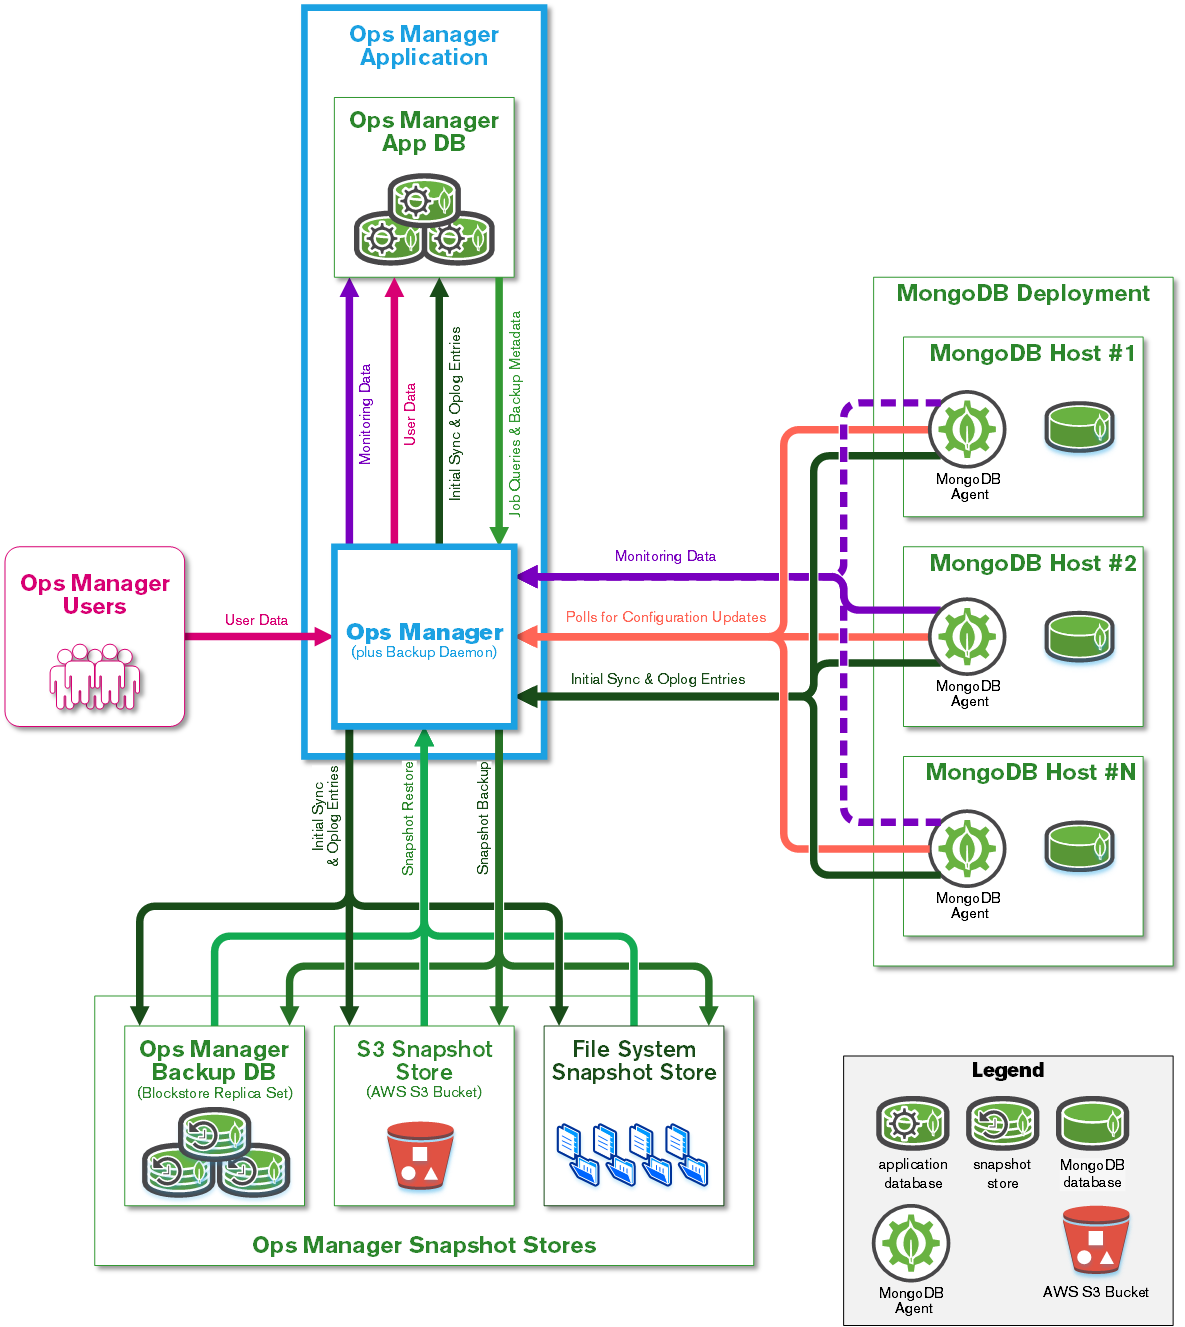 Ops Manager
Application
Ops Manager
App DB
Monitoring Data
User Data
Initial Sync & Oplog Entries
Job Queries & Backup Metadata
MongoDB Deployment
MongoDB Host #1
MongoDB
Agent
MongoDB Host #2
MongoDB
Agent
MongoDB Host #N
MongoDB
Agent
Monitoring Data
Polls for Configuration Updates
Initial Sync & Oplog Entries
Ops Manager
Users
User Data
Ops Manager
(plus Backup Daemon)
Initial Sync
& Oplog Entries
Snapshot Restore
Snapshot Backup
Ops Manager
Backup DB
(Blockstore Replica Set)
S3 Snapshot
Store
(AWS S3 Bucket)
File System
Snapshot Store
Ops Manager Snapshot Stores
Legend
application
database
snapshot
store
MongoDB
database
MongoDB
Agent
AWS S3 Bucket